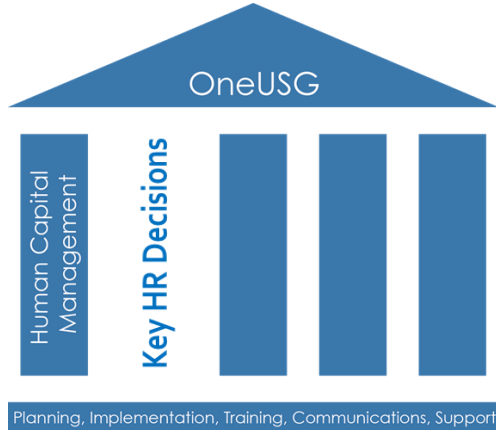 OneUSG
Human Capital
Management
Key HR Decisions
Planning, Implementation, Training, Communications, Support